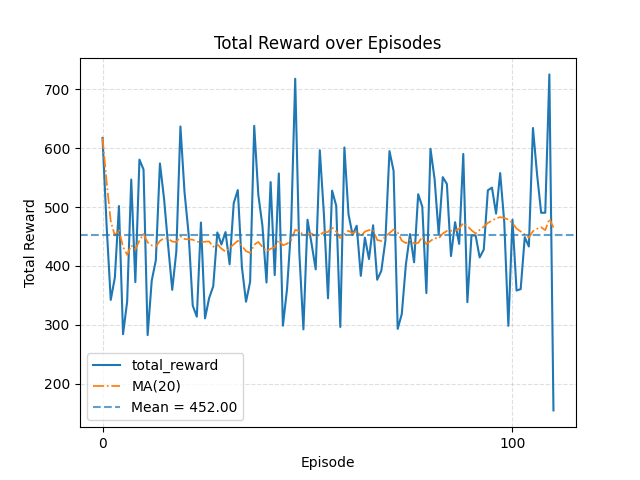 Total Reward over Episodes
Total Reward
700
600
500
400
300
200
total_reward
MA(20)
Mean = 452.00
0
100
Episode